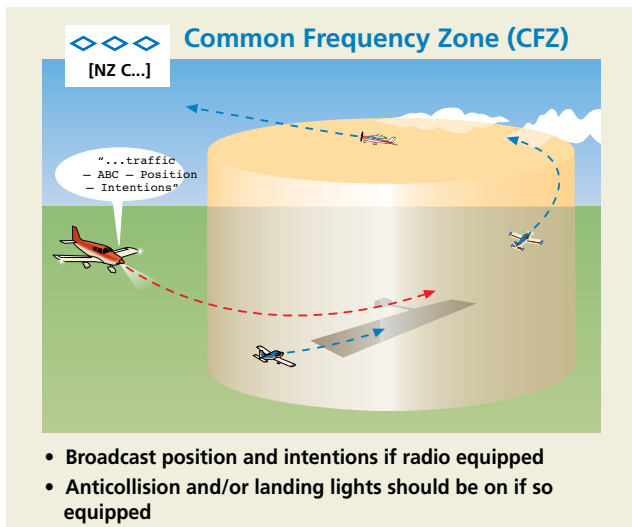 Common Frequency Zone (CFZ)
[NZ C...]
"...traffic
— ABC — Position
— Intentions"
• Broadcast position and intentions if radio equipped
• Anticollision and/or landing lights should be on if so
equipped